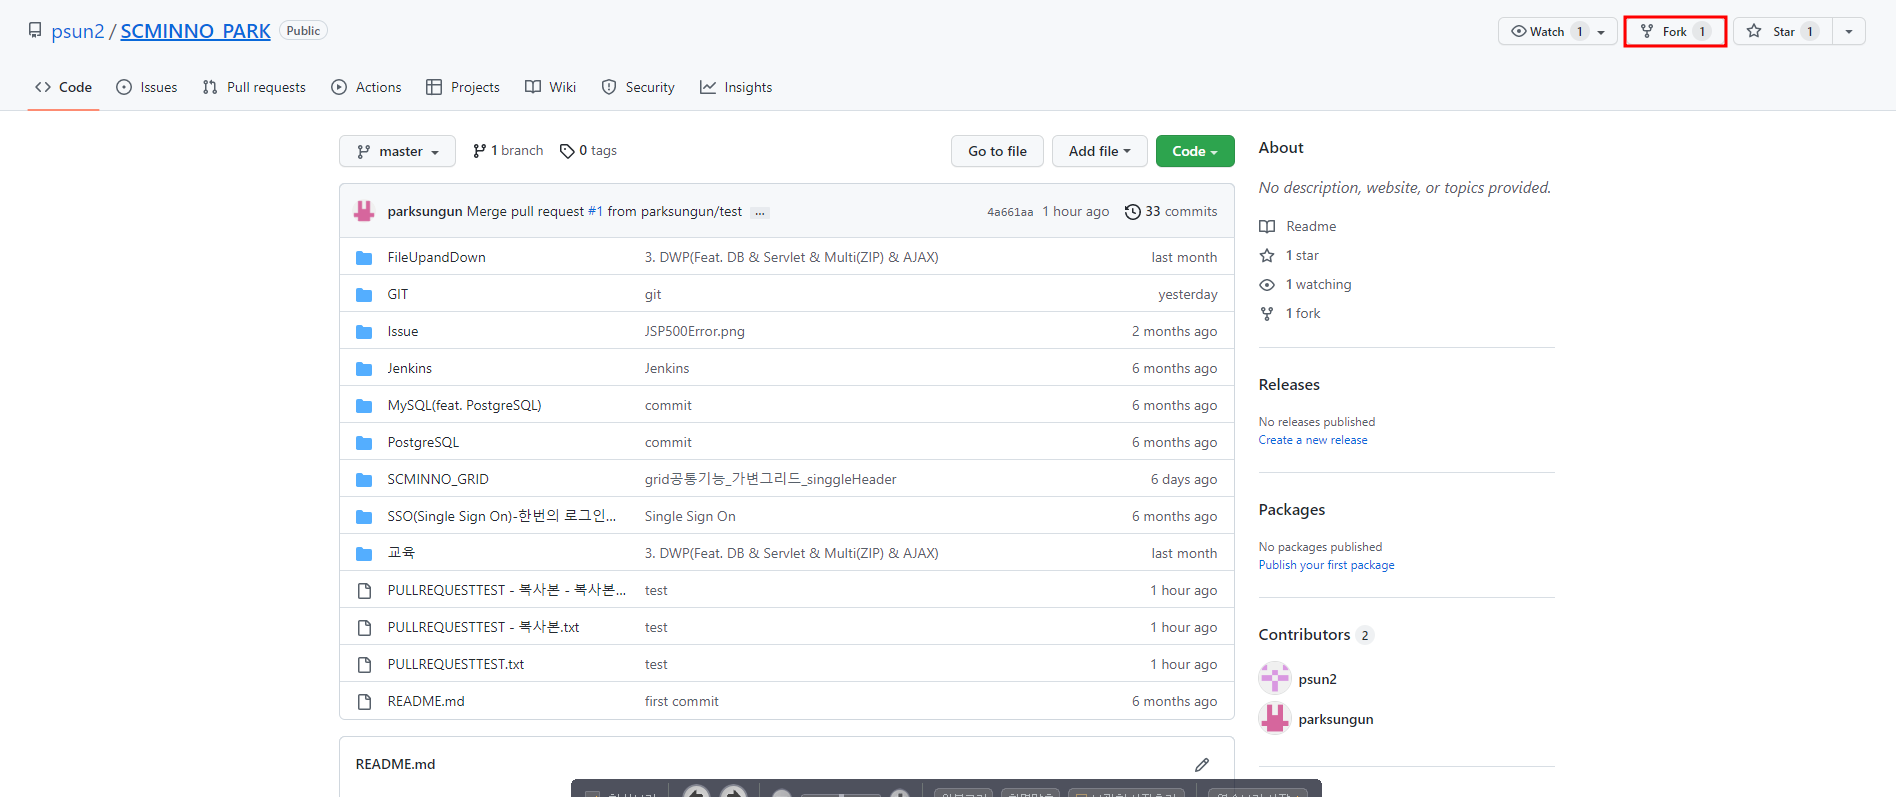 psun2 / SCMINNO_PARK Public Watch 1 Fork 1 Star 1
Code Issues Pull requests Actions Projects Wiki Security Insights
master 1 branch 0 tags Go to file Add file Code
parksungun Merge pull request #1 from parksungun/test ... 4a661aa 1 hour ago 33 commits
FileUpandDown 3. DWP(Feat. DB & Servlet & Multi(ZIP) & AJAX) last month
GIT git yesterday
Issue JSP500Error.png 2 months ago
Jenkins Jenkins 6 months ago
MySQL(feat. PostgreSQL) commit 6 months ago
PostgreSQL commit 6 months ago
SCMINNO_GRID grid공통기능_가변그리드_singgleHeader 6 days ago
SSO(Single Sign On)-한번의 로그인... Single Sign On 6 months ago
교육 3. DWP(Feat. DB & Servlet & Multi(ZIP) & AJAX) last month
PULLREQUESTTEST - 복사본 - 복사본... test 1 hour ago
PULLREQUESTTEST - 복사본.txt test 1 hour ago
PULLREQUESTTEST.txt test 1 hour ago
README.md first commit 6 months ago
README.md
About
No description, website, or topics provided.
Readme
1 star
1 watching
1 fork
Releases
No releases published
Create a new release
Packages
No packages published
Publish your first package
Contributors 2
psun2
parksungun